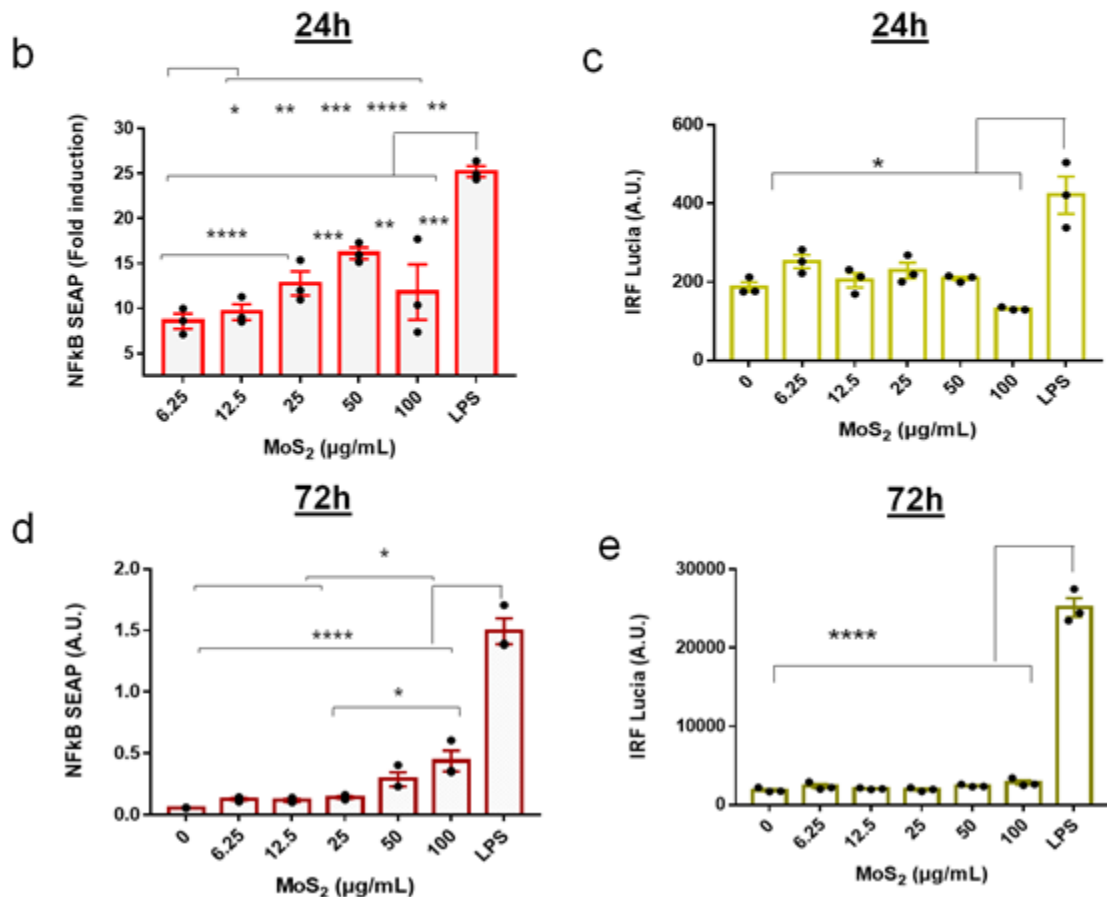 b
24h
* ** *** **** **
**** *** ** ***
NFkB SEAP (Fold induction)
30
25
20
15
10
5
6.25 12.5 25 50 100 LPS
MoS₂ (µg/mL)
c
24h
*
IRF Lucia (A.U.)
600
400
200
0
0 6.25 12.5 25 50 100 LPS
MoS₂ (µg/mL)
d
72h
*
****
*
NFkB SEAP (A.U.)
2.0
1.5
1.0
0.5
0.0
0 6.25 12.5 25 50 100 LPS
MoS₂ (µg/mL)
e
72h
****
IRF Lucia (A.U.)
30000
20000
10000
0
0 6.25 12.5 25 50 100 LPS
MoS₂ (µg/mL)